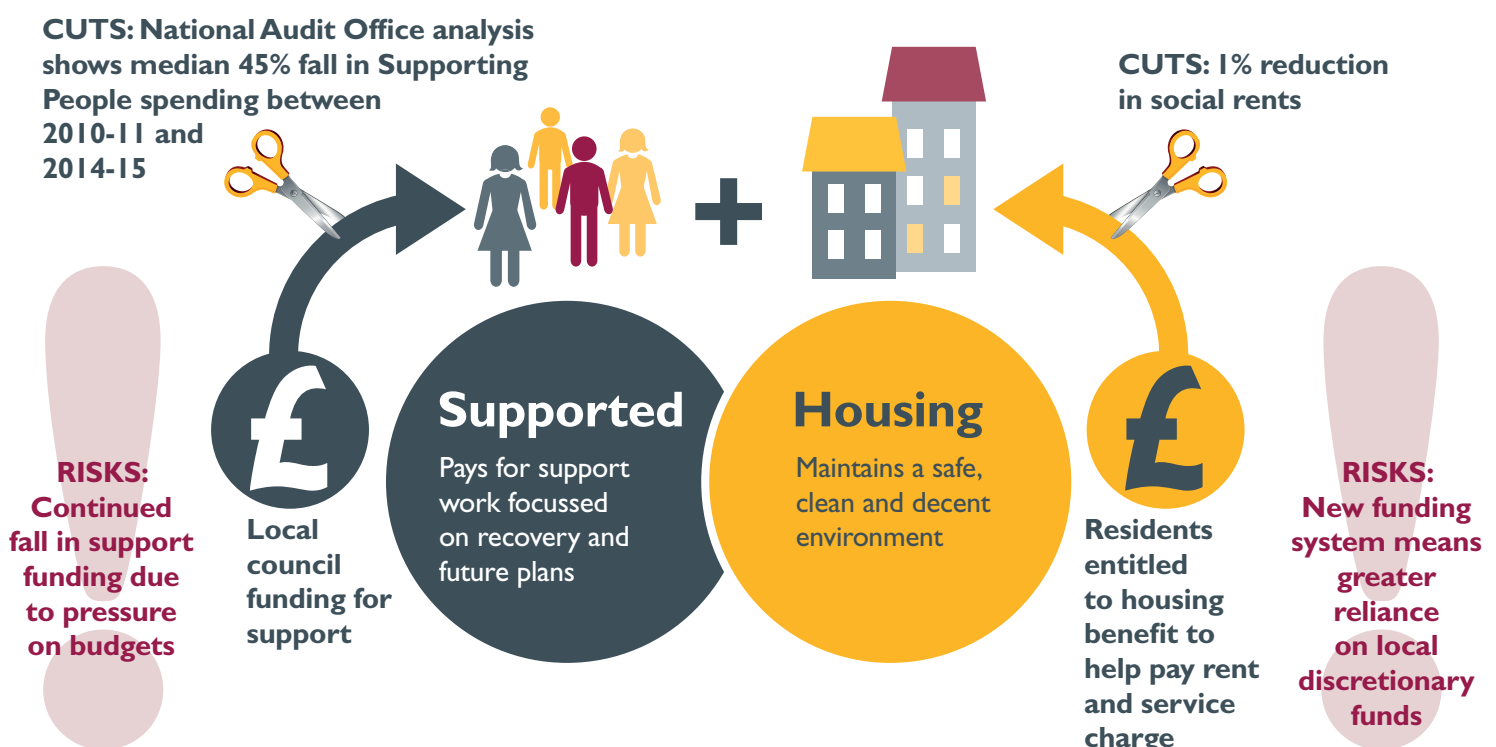 CUTS: National Audit Office analysis
shows median 45% fall in Supporting
People spending between
2010-11 and
2014-15
CUTS: 1% reduction
in social rents
RISKS:
Continued
fall in support
funding due
to pressure
on budgets
£
Local
council
funding for
support
Supported
Pays for support
work focussed
on recovery and
future plans
Housing
Maintains a safe,
clean and decent
environment
£
Residents
entitled
to housing
benefit to
help pay rent
and service
charge
RISKS:
New funding
system means
greater
reliance
on local
discretionary
funds